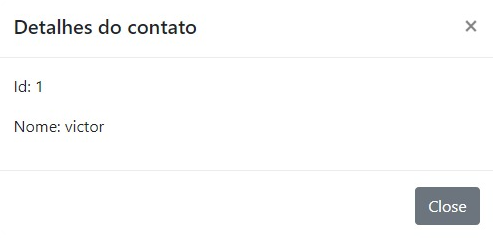 Detalhes do contato ×
Id: 1
Nome: victor
Close